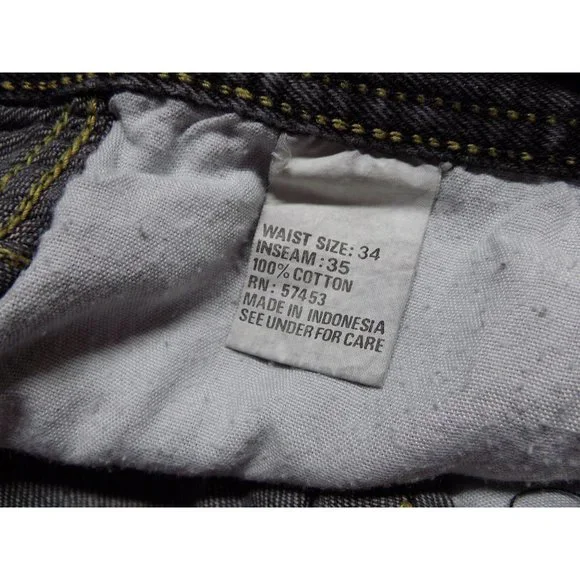 WAIST SIZE: 34
INSEAM: 35
100% COTTON
RN: 57453
MADE IN INDONESIA
SEE UNDER FOR CARE